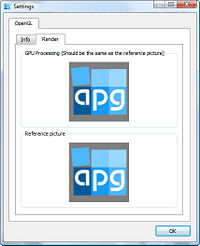 Settings
OpenGL
Info
Render
GPU Processing (Should be the same as the reference picture)
apg
Reference picture
apg
OK